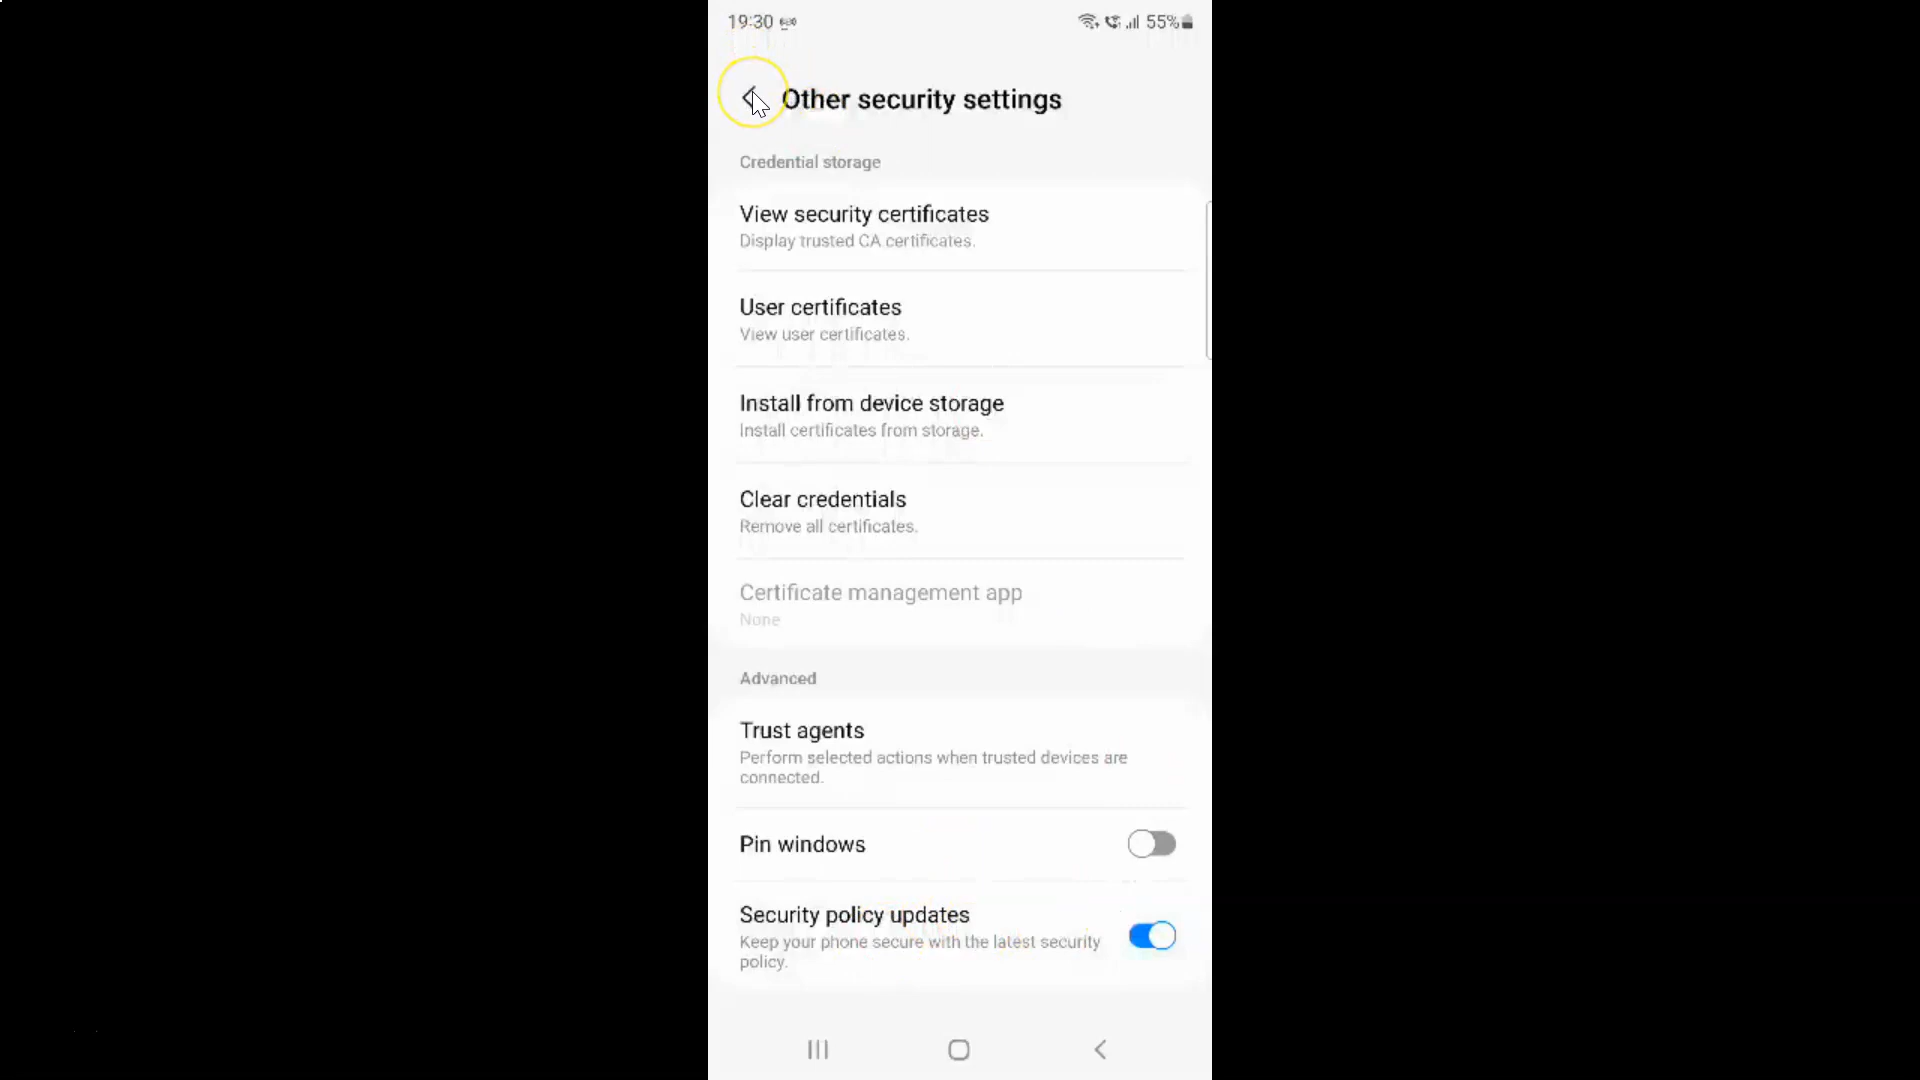 19:30 55%
Other security settings
Credential storage
View security certificates
Display trusted CA certificates.
User certificates
View user certificates.
Install from device storage
Install certificates from storage.
Clear credentials
Remove all certificates.
Certificate management app
None
Advanced
Trust agents
Perform selected actions when trusted devices are
connected.
Pin windows
Security policy updates
Keep your phone secure with the latest security
policy.